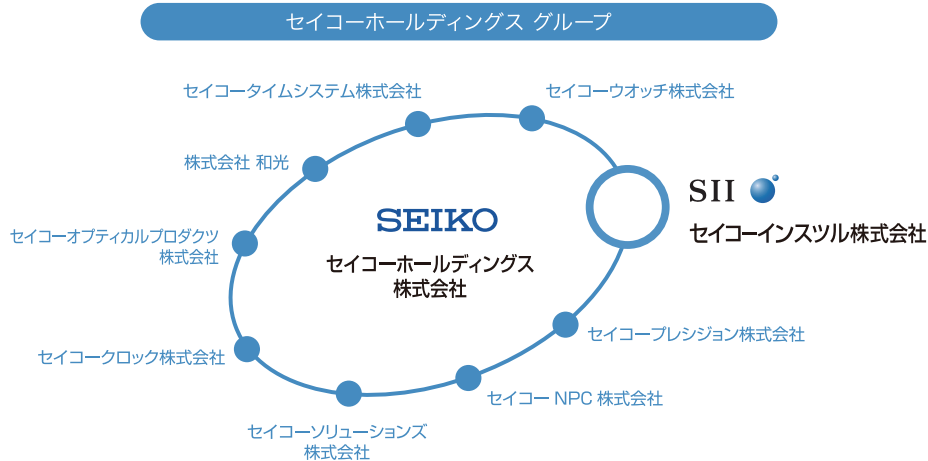 セイコーホールディングス グループ
セイコータイムシステム株式会社
セイコーウオッチ株式会社
株式会社 和光
SII
セイコーインスツル株式会社
SEIKO
セイコーホールディングス
株式会社
セイコーオプティカルプロダクツ
株式会社
セイコープレシジョン株式会社
セイコークロック株式会社
セイコー NPC 株式会社
セイコーソリューションズ
株式会社